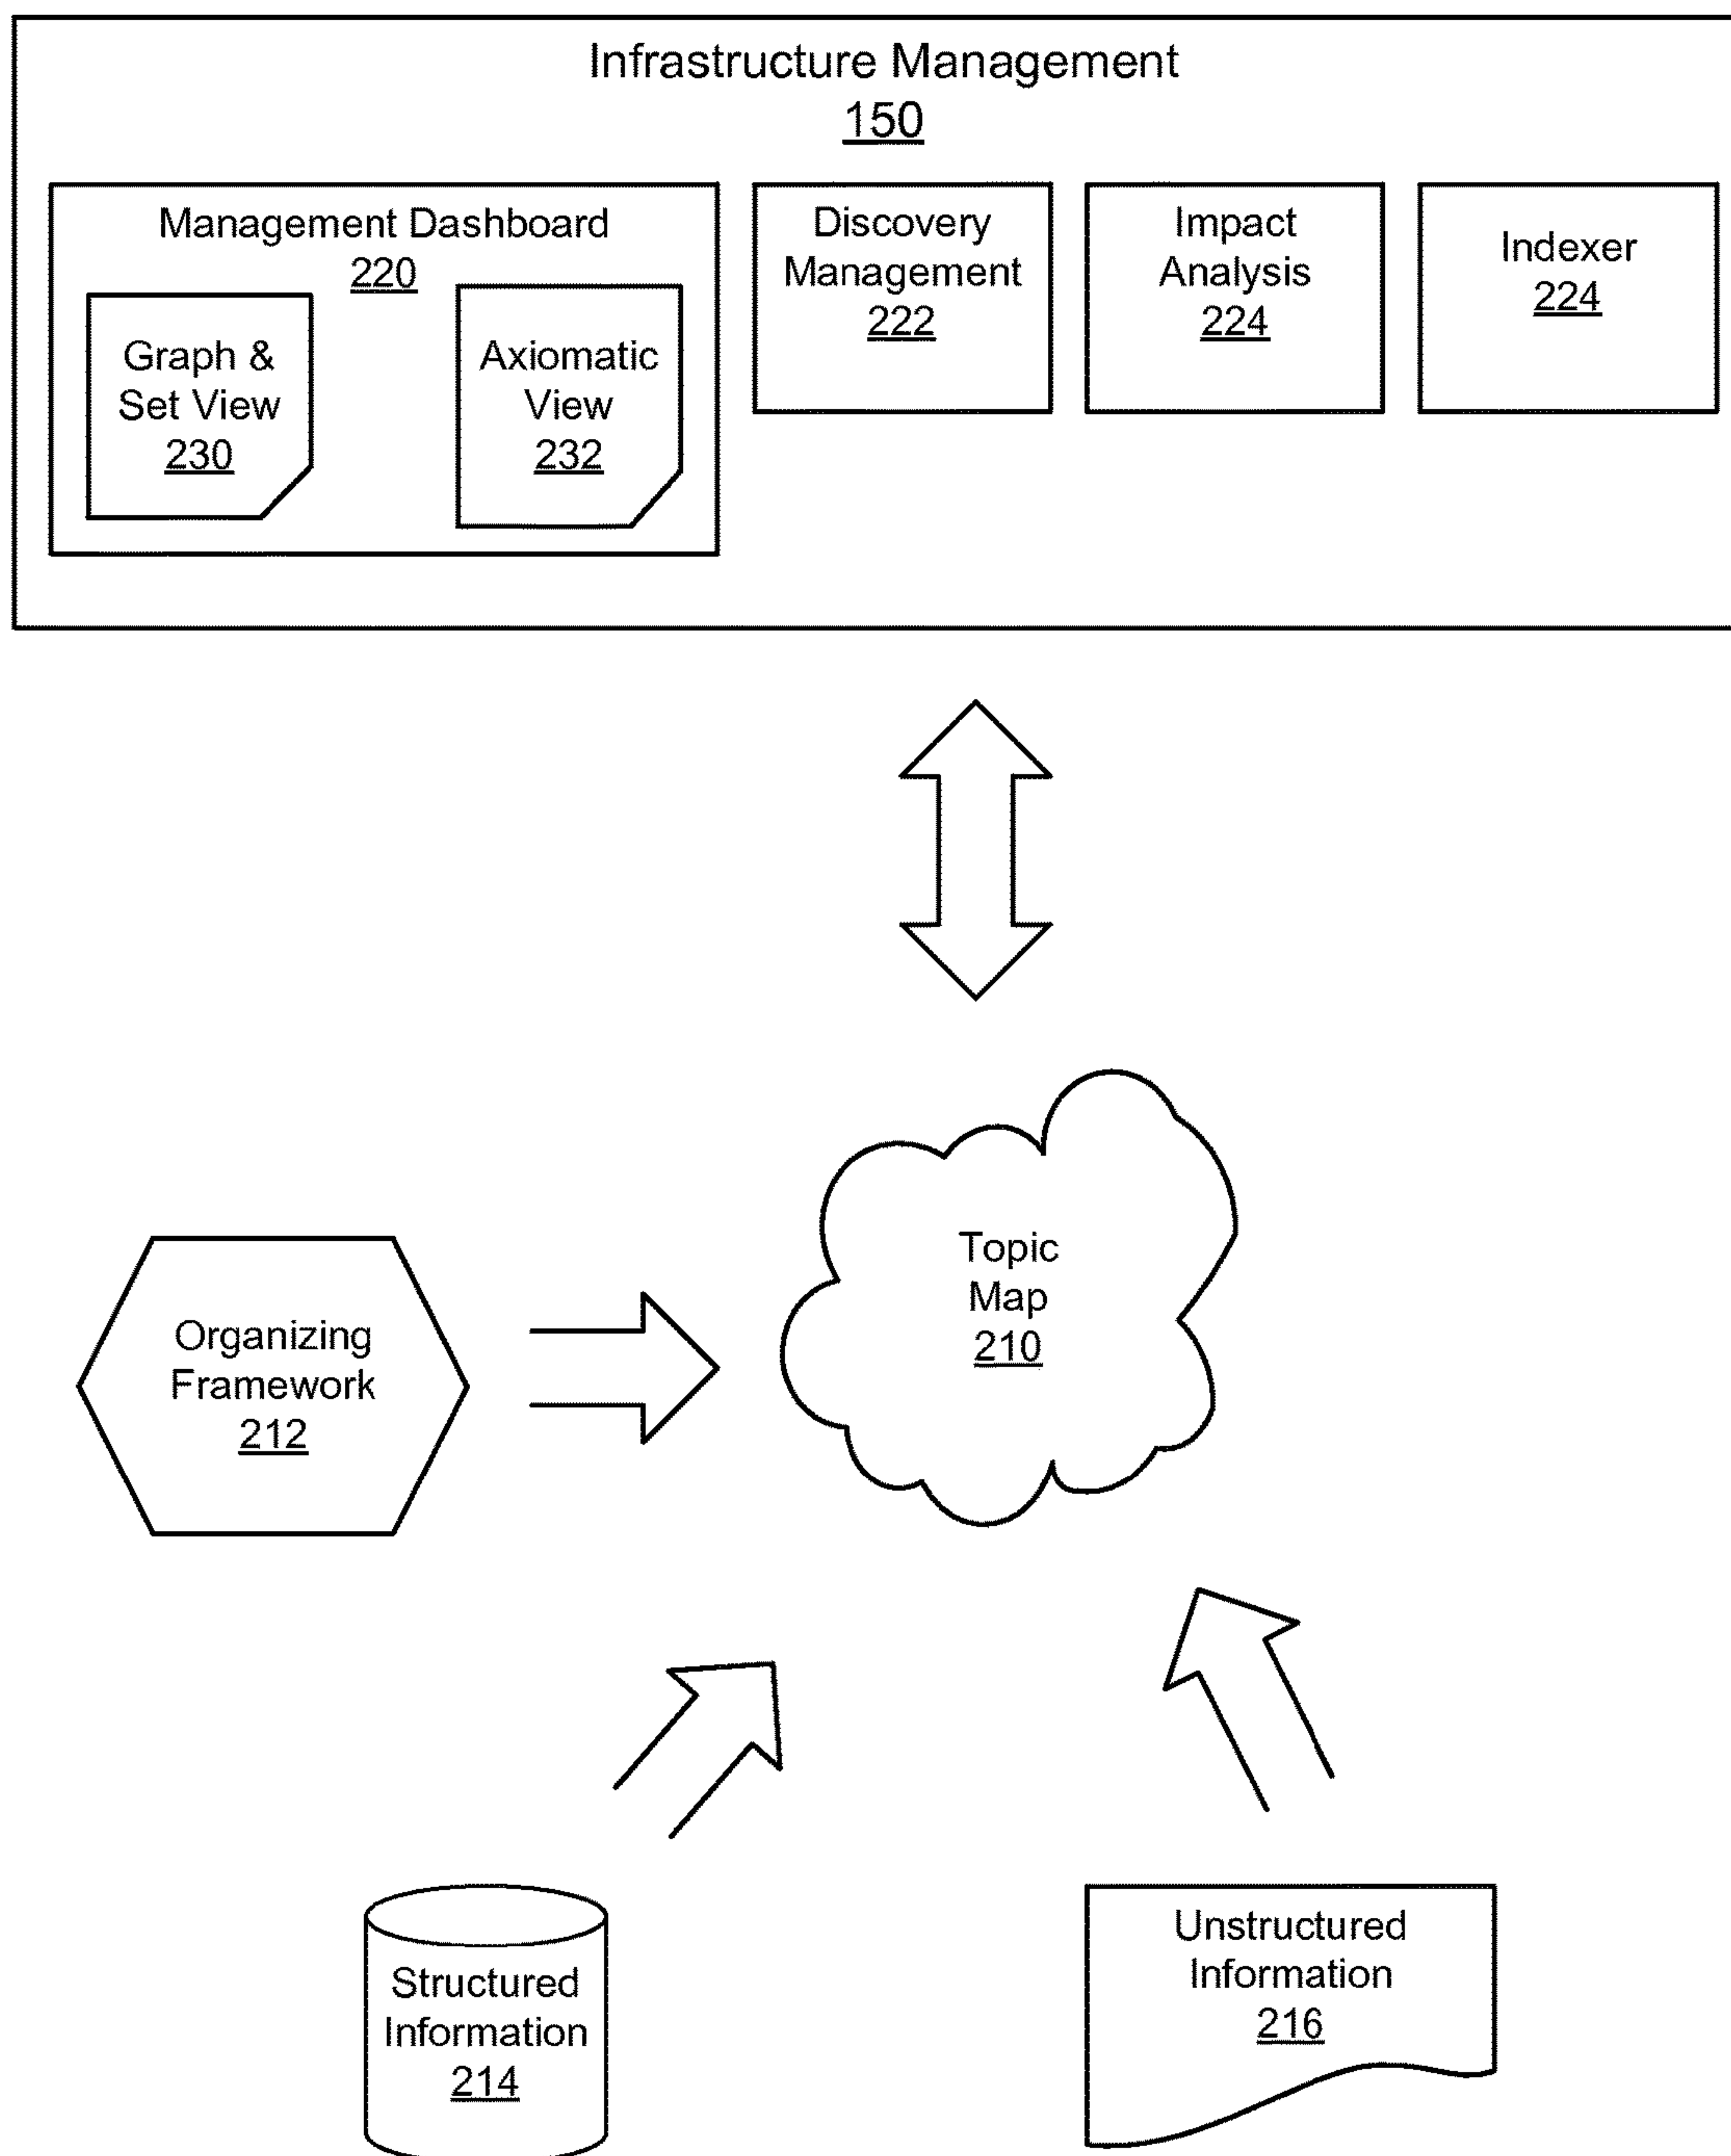 Infrastructure Management
150
Management Dashboard
220
Graph &
Set View
230
Axiomatic
View
232
Discovery
Management
222
Impact
Analysis
224
Indexer
224
Topic
Map
210
Organizing
Framework
212
Structured
Information
214
Unstructured
Information
216